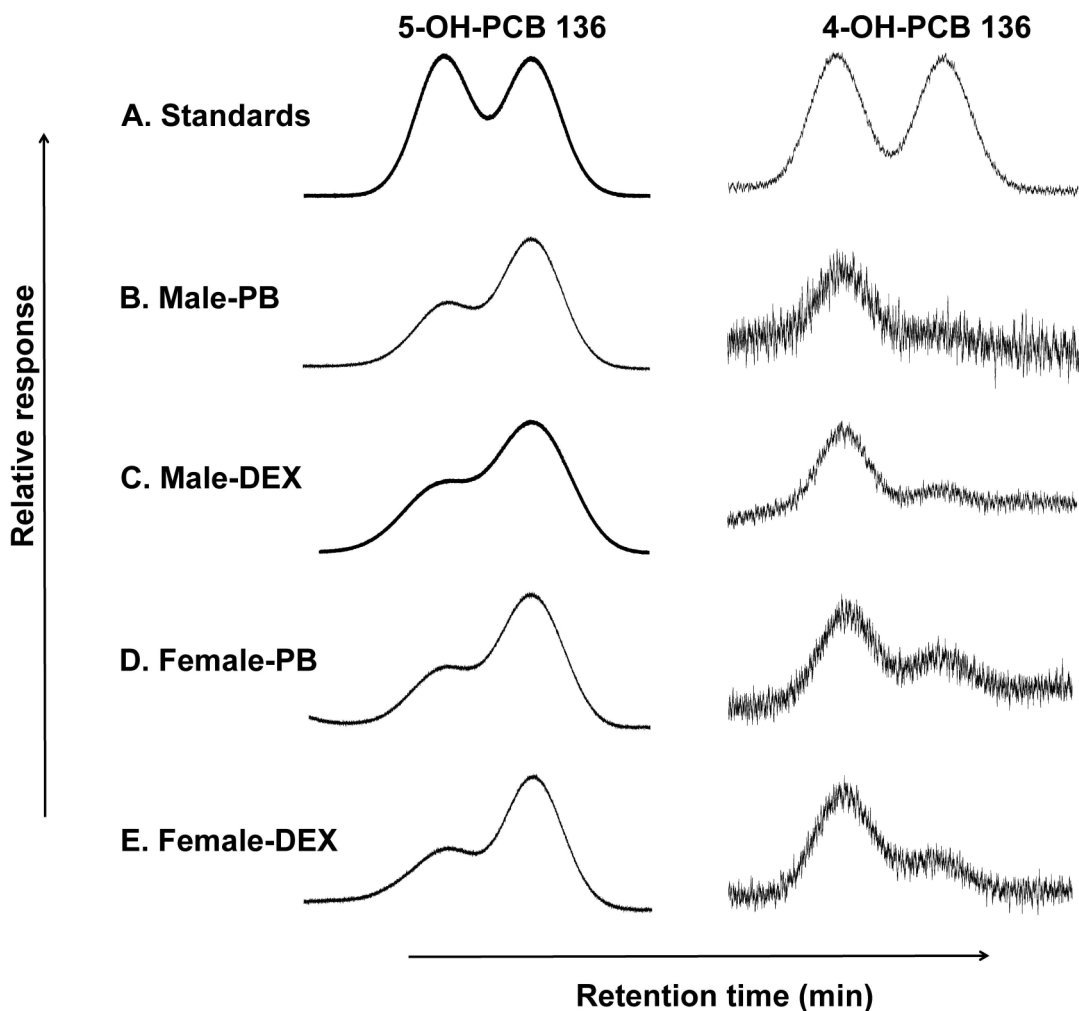 5-OH-PCB 136
4-OH-PCB 136
A. Standards
B. Male-PB
C. Male-DEX
D. Female-PB
E. Female-DEX
Relative response
Retention time (min)